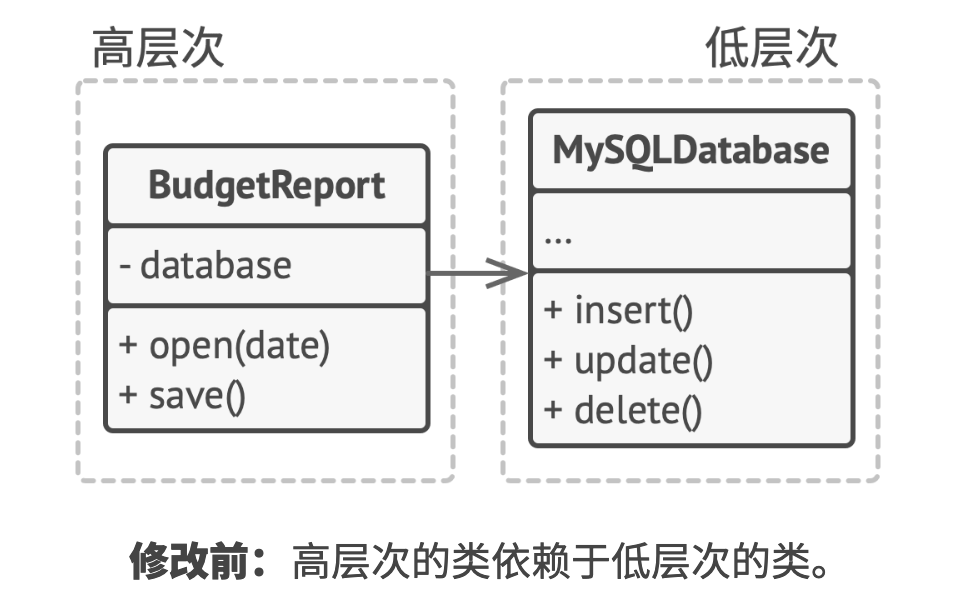 高层次
低层次
BudgetReport
- database
+ open(date)
+ save()
MySQLDatabase
...
+ insert()
+ update()
+ delete()
修改前：高层次的类依赖于低层次的类。